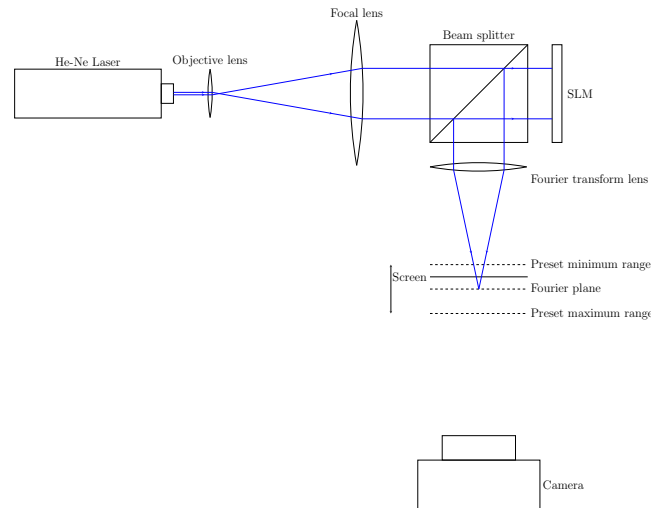 Focal lens
Beam splitter
He-Ne Laser
Objective lens
SLM
Fourier transform lens
Preset minimum range
Screen
Fourier plane
Preset maximum range
Camera